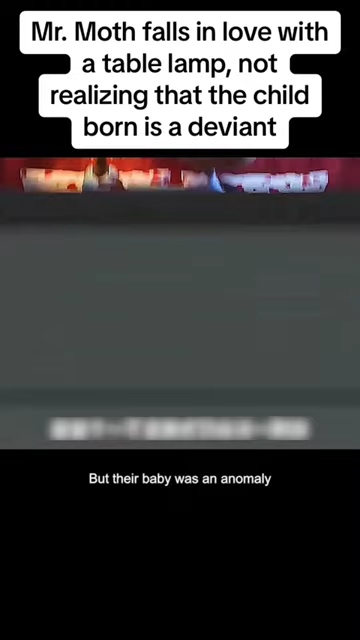 Mr. Moth falls in love with
a table lamp, not
realizing that the child
born is a deviant
But their baby was an anomaly